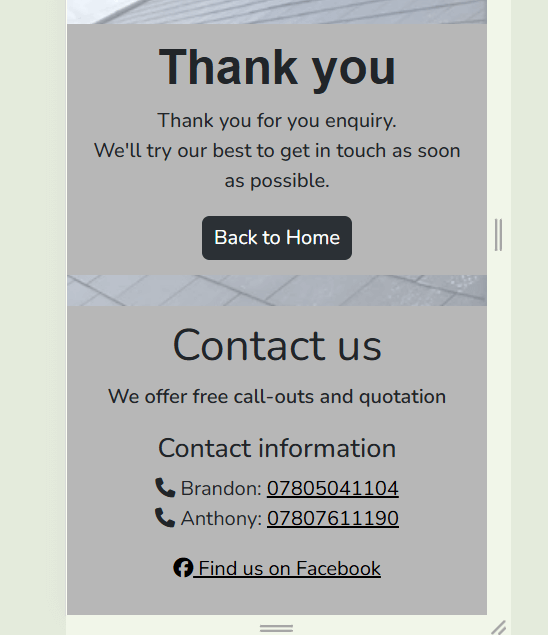 Thank you
Thank you for you enquiry.
We'll try our best to get in touch as soon
as possible.
Back to Home
Contact us
We offer free call-outs and quotation
Contact information
Brandon: 07805041104
Anthony: 07807611190
Find us on Facebook